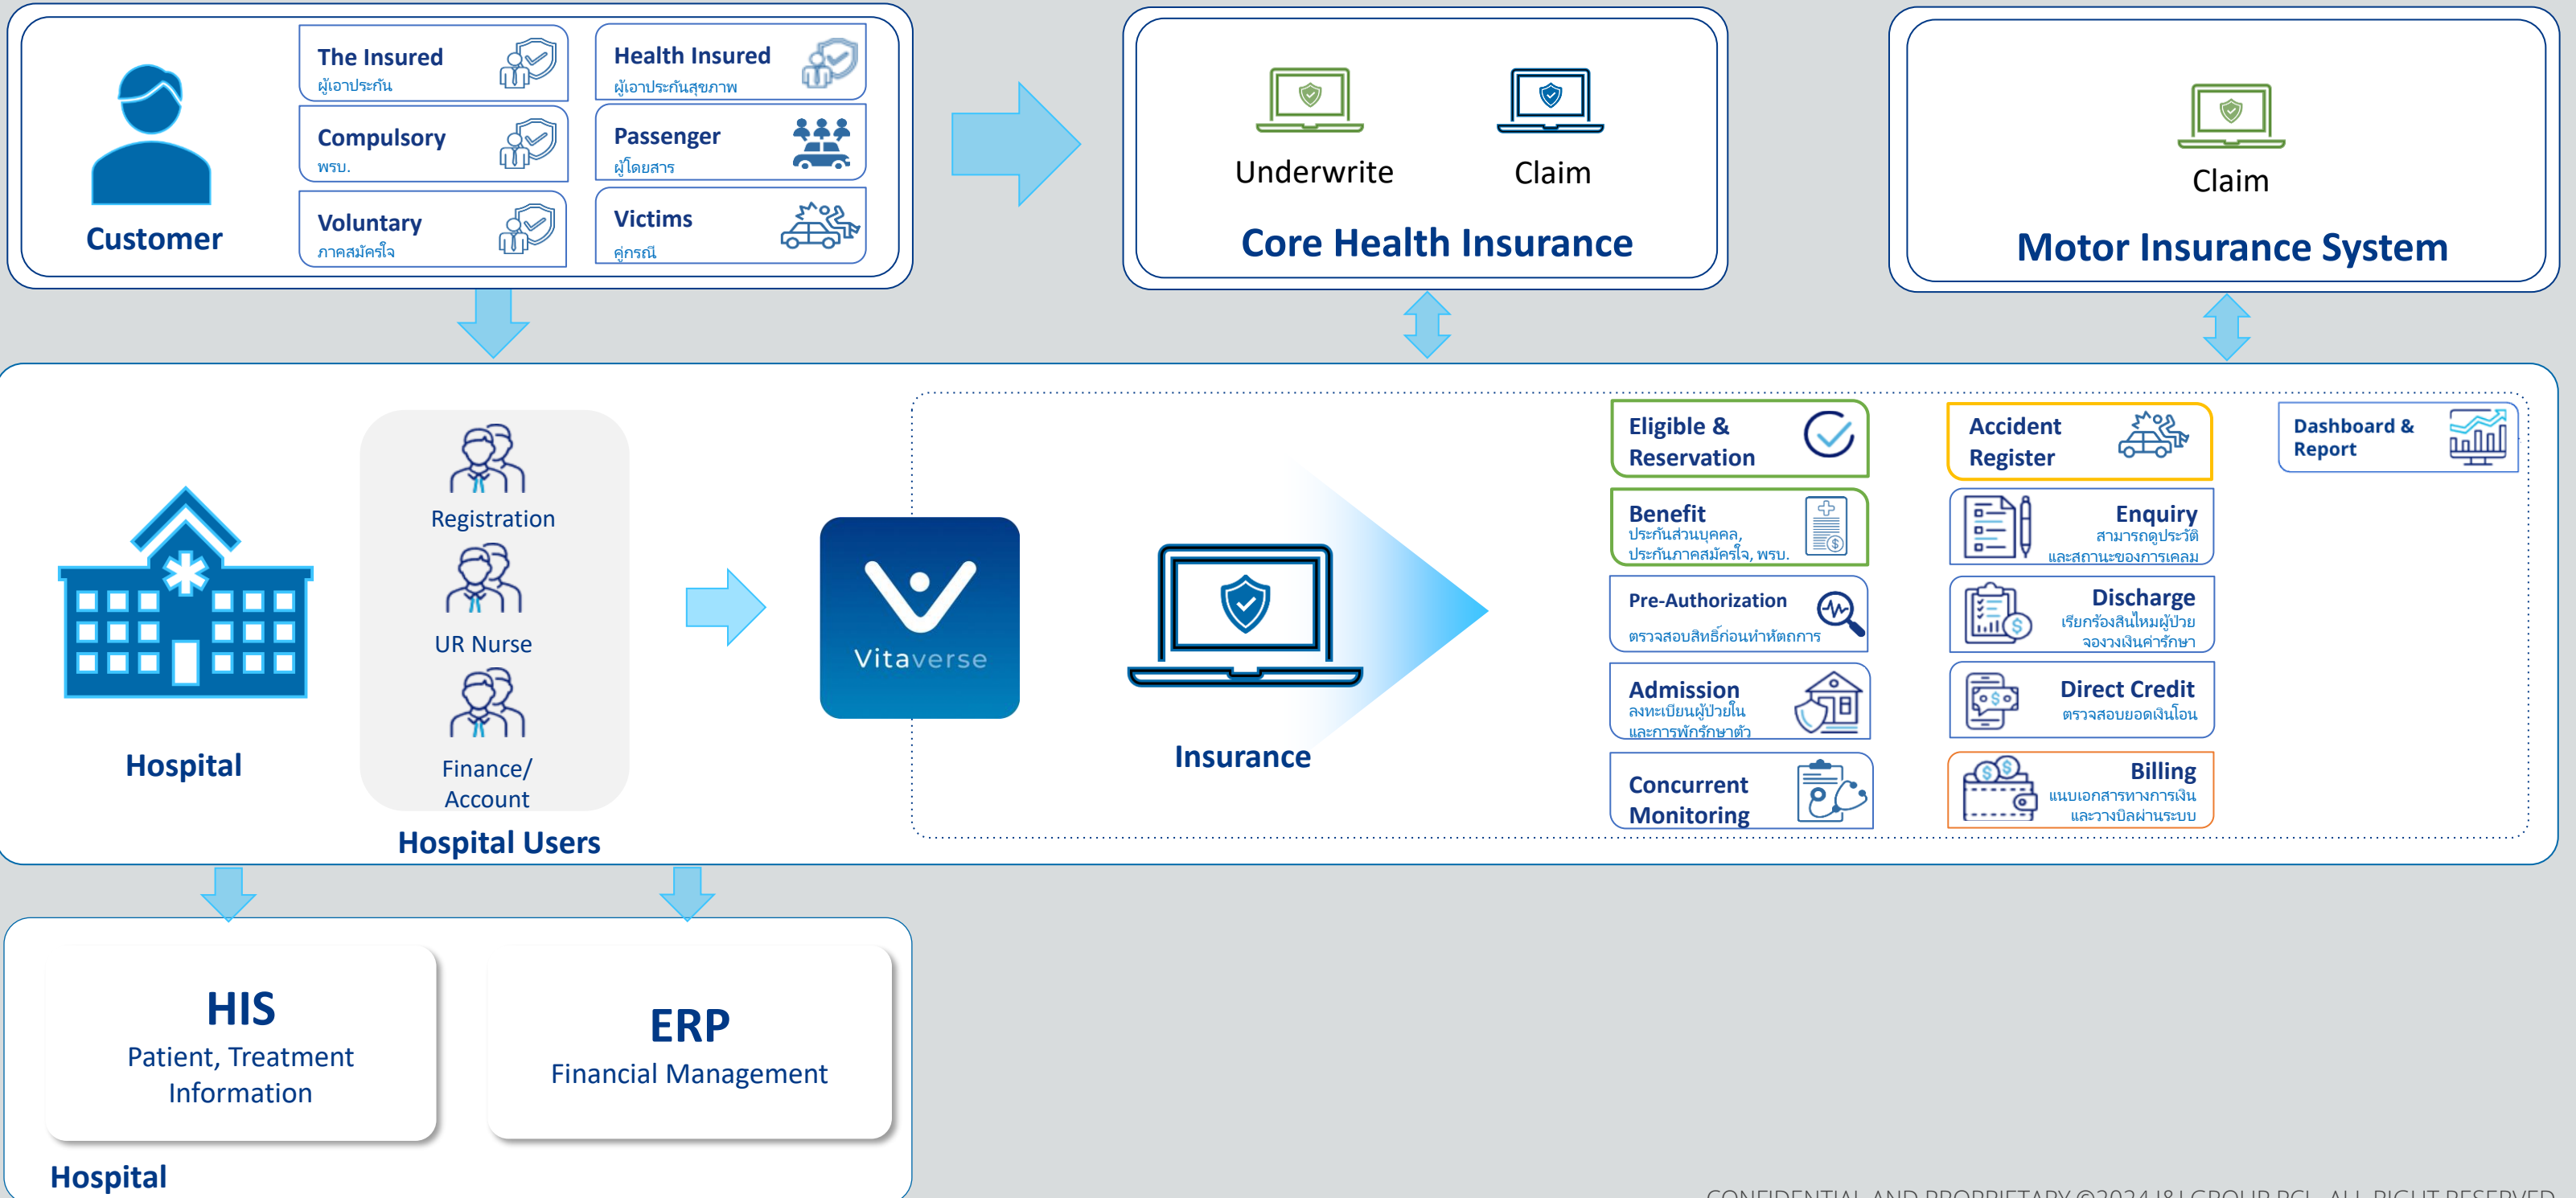 The Insured
ผู้เอาประกัน
Health Insured
ผู้เอาประกันสุขภาพ
Compulsory
พรบ.
Passenger
ผู้โดยสาร
Voluntary
ภาคสมัครใจ
Victims
คู่กรณี
Customer
Underwrite
Claim
Core Health Insurance
Claim
Motor Insurance System
Hospital
Registration
UR Nurse
Finance/
Account
Hospital Users
Vitaverse
Insurance
Eligible &
Reservation
Benefit
ประกันส่วนบุคคล,
ประกันภาคสมัครใจ, พรบ.
Pre-Authorization
ตรวจสอบสิทธิ์ก่อนทำหัตถการ
Admission
ลงทะเบียนผู้ป่วยใน
และการพักรักษาตัว
Concurrent
Monitoring
Accident
Register
Enquiry
สามารถดูประวัติ
และสถานะของการเคลม
Discharge
เรียกร้องสินไหมผู้ป่วย
จองวงเงินค่ารักษา
Direct Credit
ตรวจสอบยอดเงินโอน
Billing
แนบเอกสารทางการเงิน
และวางบิลผ่านระบบ
Dashboard &
Report
HIS
Patient, Treatment
Information
ERP
Financial Management
Hospital
CONFIDENTIAL AND PROPRIETARY ©2024 I&I GROUP PCL. ALL RIGHT RESERVED